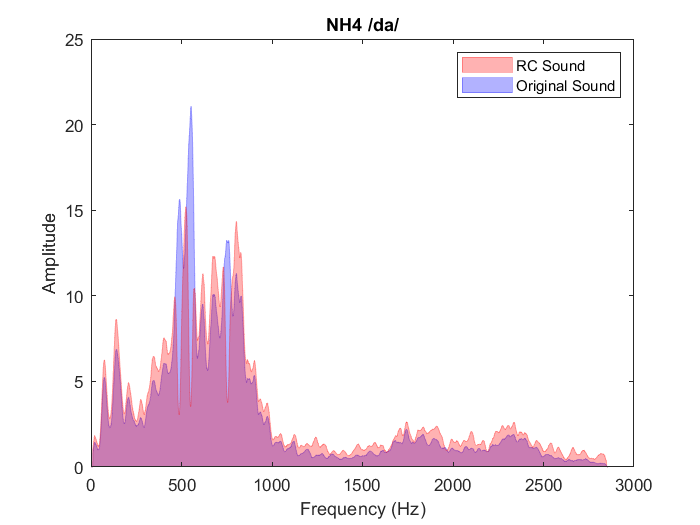 NH4 /da/
RC Sound
Original Sound
25
20
15
10
5
0
Amplitude
0 500 1000 1500 2000 2500 3000
Frequency (Hz)